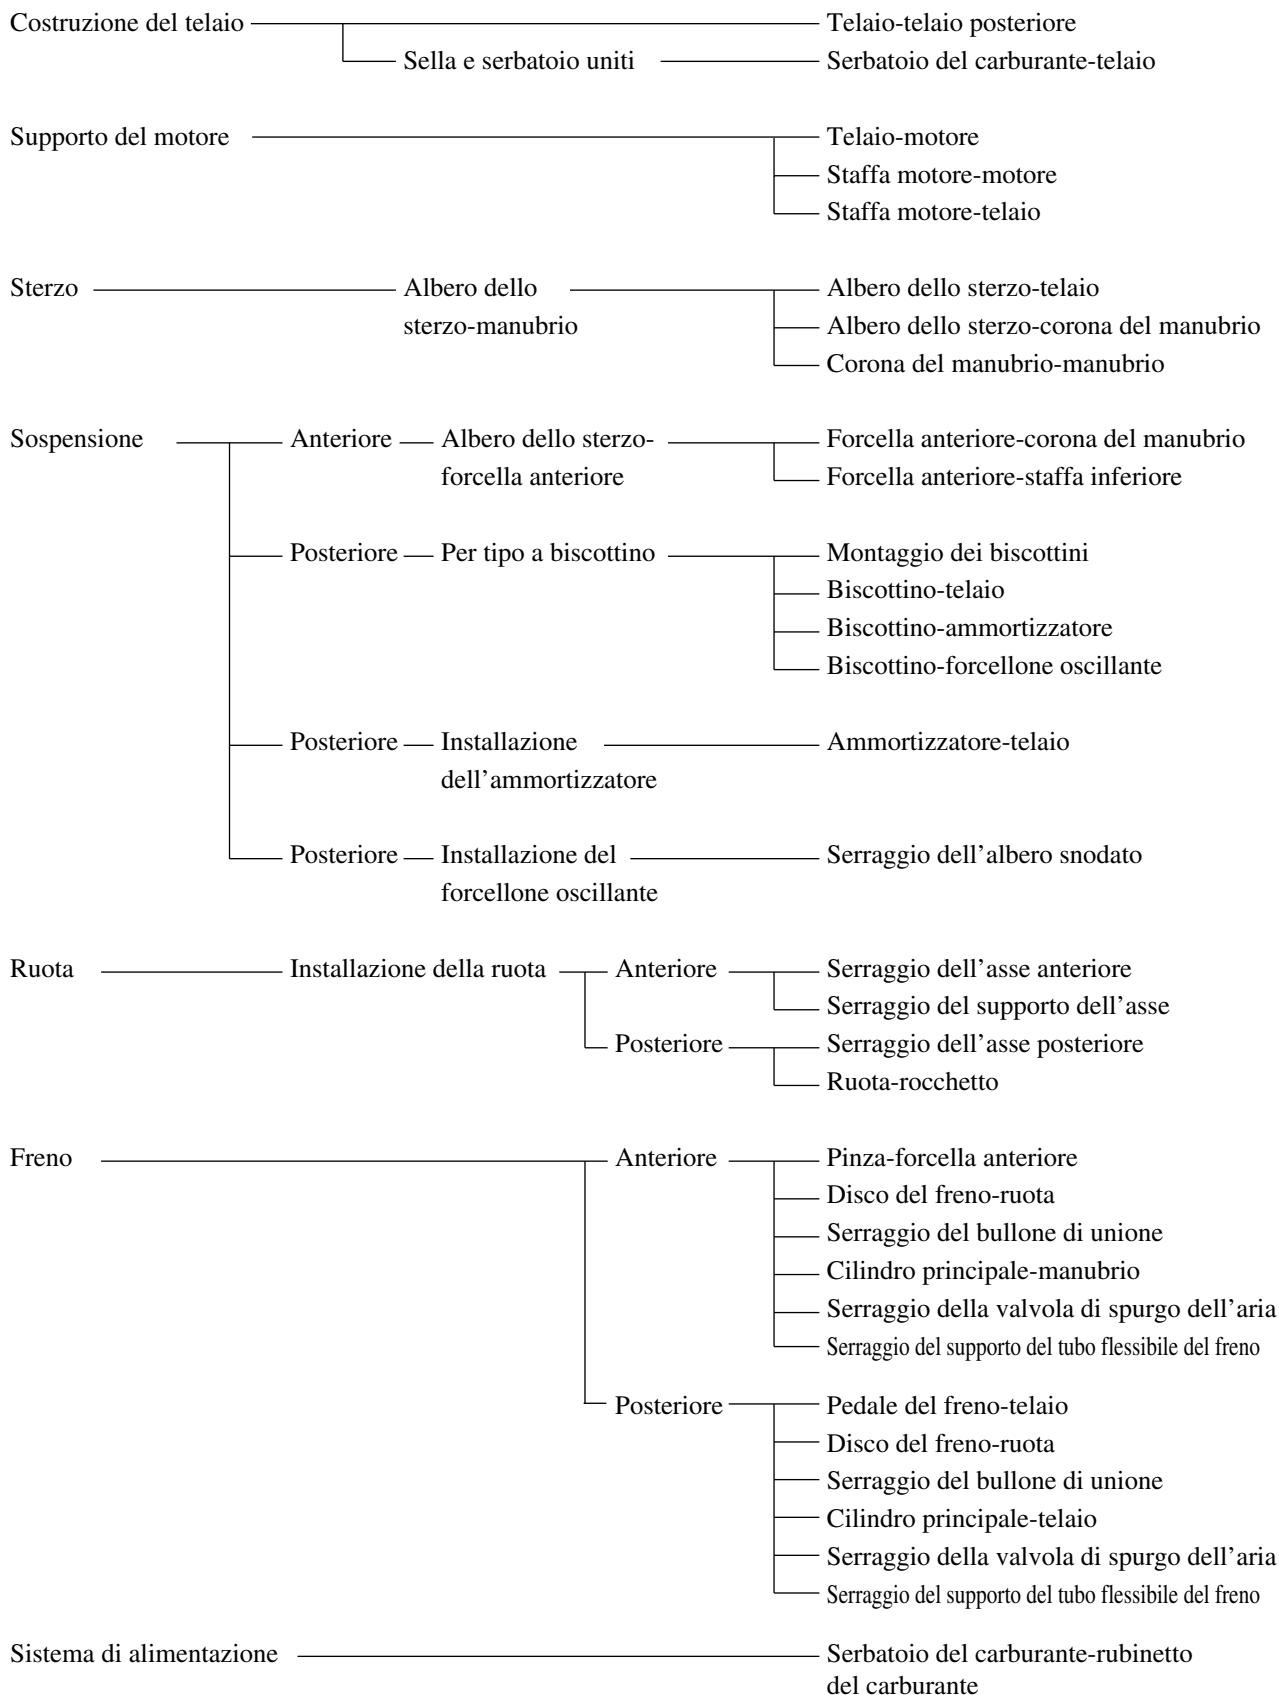 Costruzione del telaio Telaio-telaio posteriore
Sella e serbatoio uniti Serbatoio del carburante-telaio
Supporto del motore Telaio-motore
Staffa motore-motore
Staffa motore-telaio
Sterzo Albero dello Albero dello sterzo-telaio
sterzo-manubrio Albero dello sterzo-corona del manubrio
Corona del manubrio-manubrio
Sospensione Anteriore Albero dello sterzo- Forcella anteriore-corona del manubrio
forcella anteriore Forcella anteriore-staffa inferiore
Posteriore Per tipo a biscottino Montaggio dei biscottini
Biscottino-telaio
Biscottino-ammortizzatore
Biscottino-forcellone oscillante
Posteriore Installazione Ammortizzatore-telaio
dell’ammortizzatore
Posteriore Installazione del Serraggio dell’albero snodato
forcellone oscillante
Ruota Installazione della ruota Anteriore Serraggio dell’asse anteriore
Serraggio del supporto dell’asse
Posteriore Serraggio dell’asse posteriore
Ruota-rocchetto
Freno Anteriore Pinza-forcella anteriore
Disco del freno-ruota
Serraggio del bullone di unione
Cilindro principale-manubrio
Serraggio della valvola di spurgo dell’aria
Serraggio del supporto del tubo flessibile del freno
Posteriore Pedale del freno-telaio
Disco del freno-ruota
Serraggio del bullone di unione
Cilindro principale-telaio
Serraggio della valvola di spurgo dell’aria
Serraggio del supporto del tubo flessibile del freno
Sistema di alimentazione Serbatoio del carburante-rubinetto
del carburante